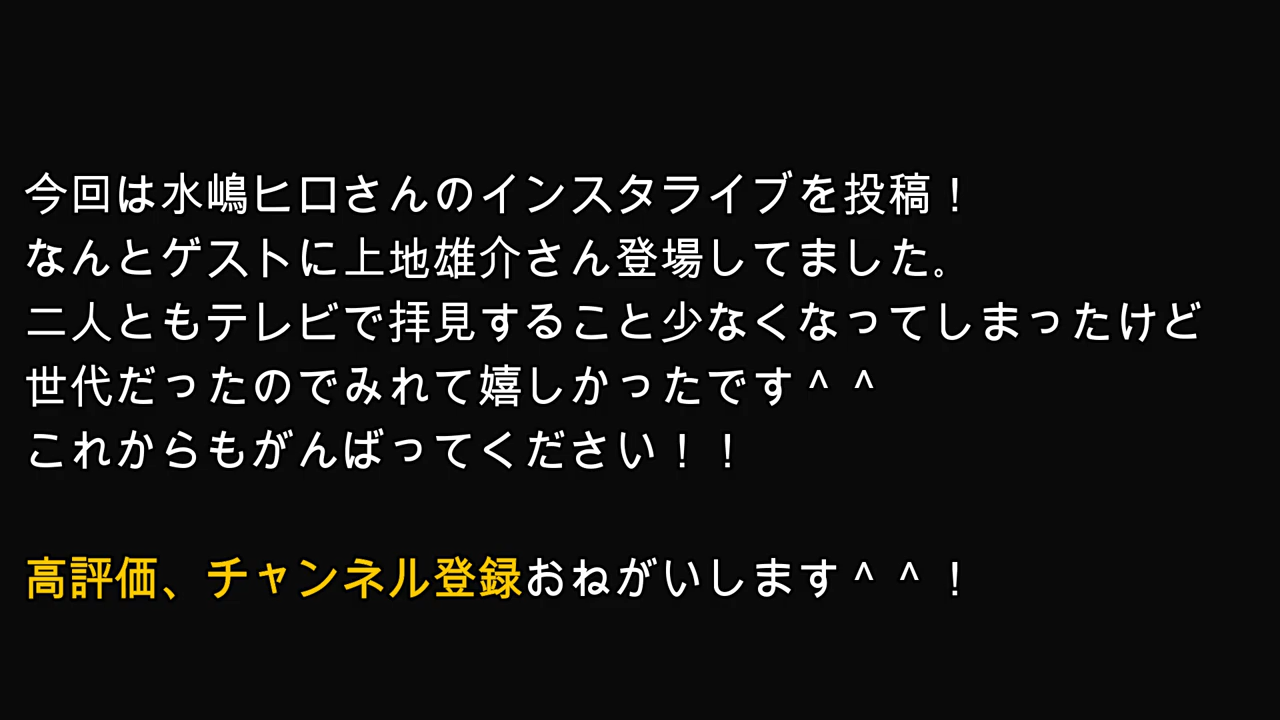 今回は水嶋ヒロさんのインスタライブを投稿！
なんとゲストに上地雄介さん登場してました。
二人ともテレビで拝見すること少なくなってしまったけど
世代だったのでみれて嬉しかったです＾＾
これからもがんばってください！！
高評価、チャンネル登録おねがいします＾＾！